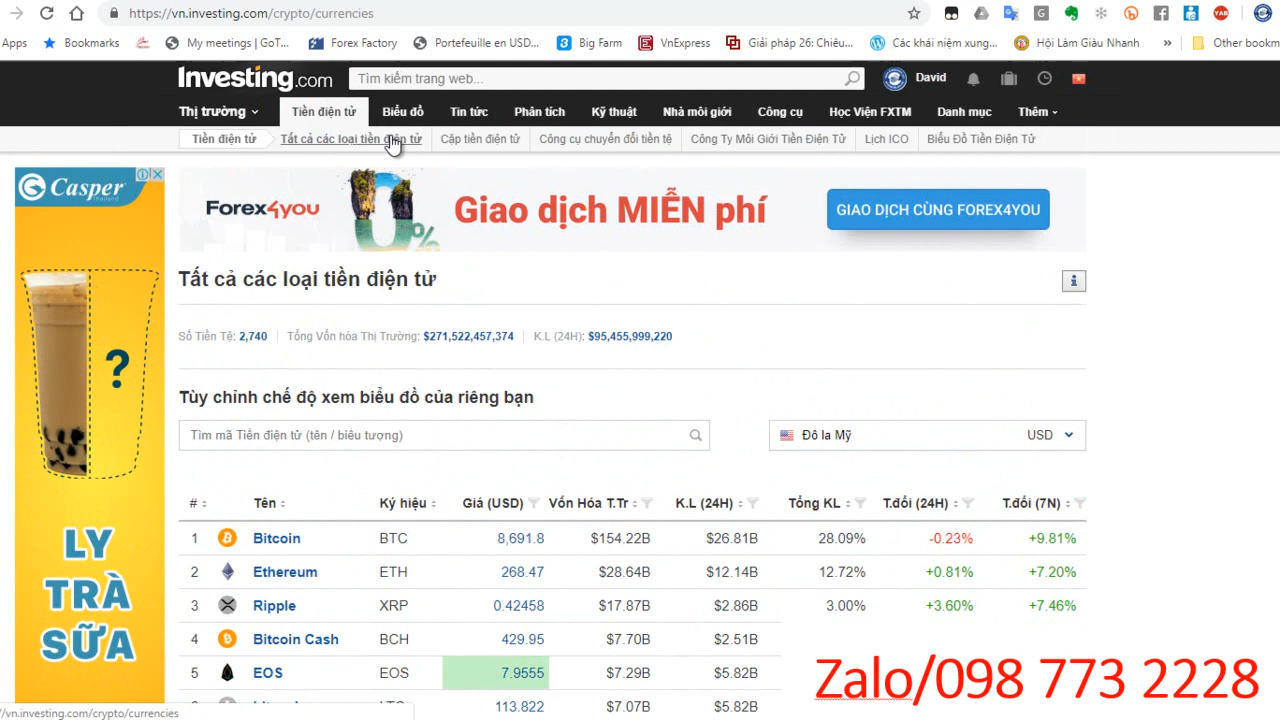 https://vn.investing.com/crypto/currencies
Apps Bookmarks My meetings | GoT... Forex Factory Portefeuille en USD... Big Farm VnExpress Giải pháp 26: Chiêu... Các khái niệm xung... Hội Làm Giàu Nhanh » Other bookm
Investing.com Tìm kiếm trang web... David
Thị trường Tiền điện tử Biểu đồ Tin tức Phân tích Kỹ thuật Nhà môi giới Công cụ Học Viện FXTM Danh mục Thêm
Tiền điện tử Tất cả các loại tiền điện tử Cặp tiền điện tử Công cụ chuyển đổi tiền tệ Công Ty Môi Giới Tiền Điện Tử Lịch ICO Biểu Đồ Tiền Điện Tử
Casper
Forex4you 0% Giao dịch MIỄN phí GIAO DỊCH CÙNG FOREX4YOU
Tất cả các loại tiền điện tử
Số Tiền Tệ: 2,740 Tổng Vốn hóa Thị Trường: $271,522,457,374 K.L (24H): $95,455,999,220
?
Tùy chỉnh chế độ xem biểu đồ của riêng bạn
Tìm mã Tiền điện tử (tên / biểu tượng) Đô la Mỹ USD
# Tên Ký hiệu Giá (USD) Vốn Hóa T.Tr K.L (24H) Tổng KL T.đổi (24H) T.đổi (7N)
1 Bitcoin BTC 8,691.8 $154.22B $26.81B 28.09% -0.23% +9.81%
2 Ethereum ETH 268.47 $28.64B $12.14B 12.72% +0.81% +7.20%
3 Ripple XRP 0.42458 $17.87B $2.86B 3.00% +3.60% +7.46%
4 Bitcoin Cash BCH 429.95 $7.70B $2.51B
5 EOS EOS 7.9555 $7.29B $5.82B
113.822 $7.07B $5.82B
LY
TRÀ
SỮA
Zalo/098 773 2228
//vn.investing.com/crypto/currencies